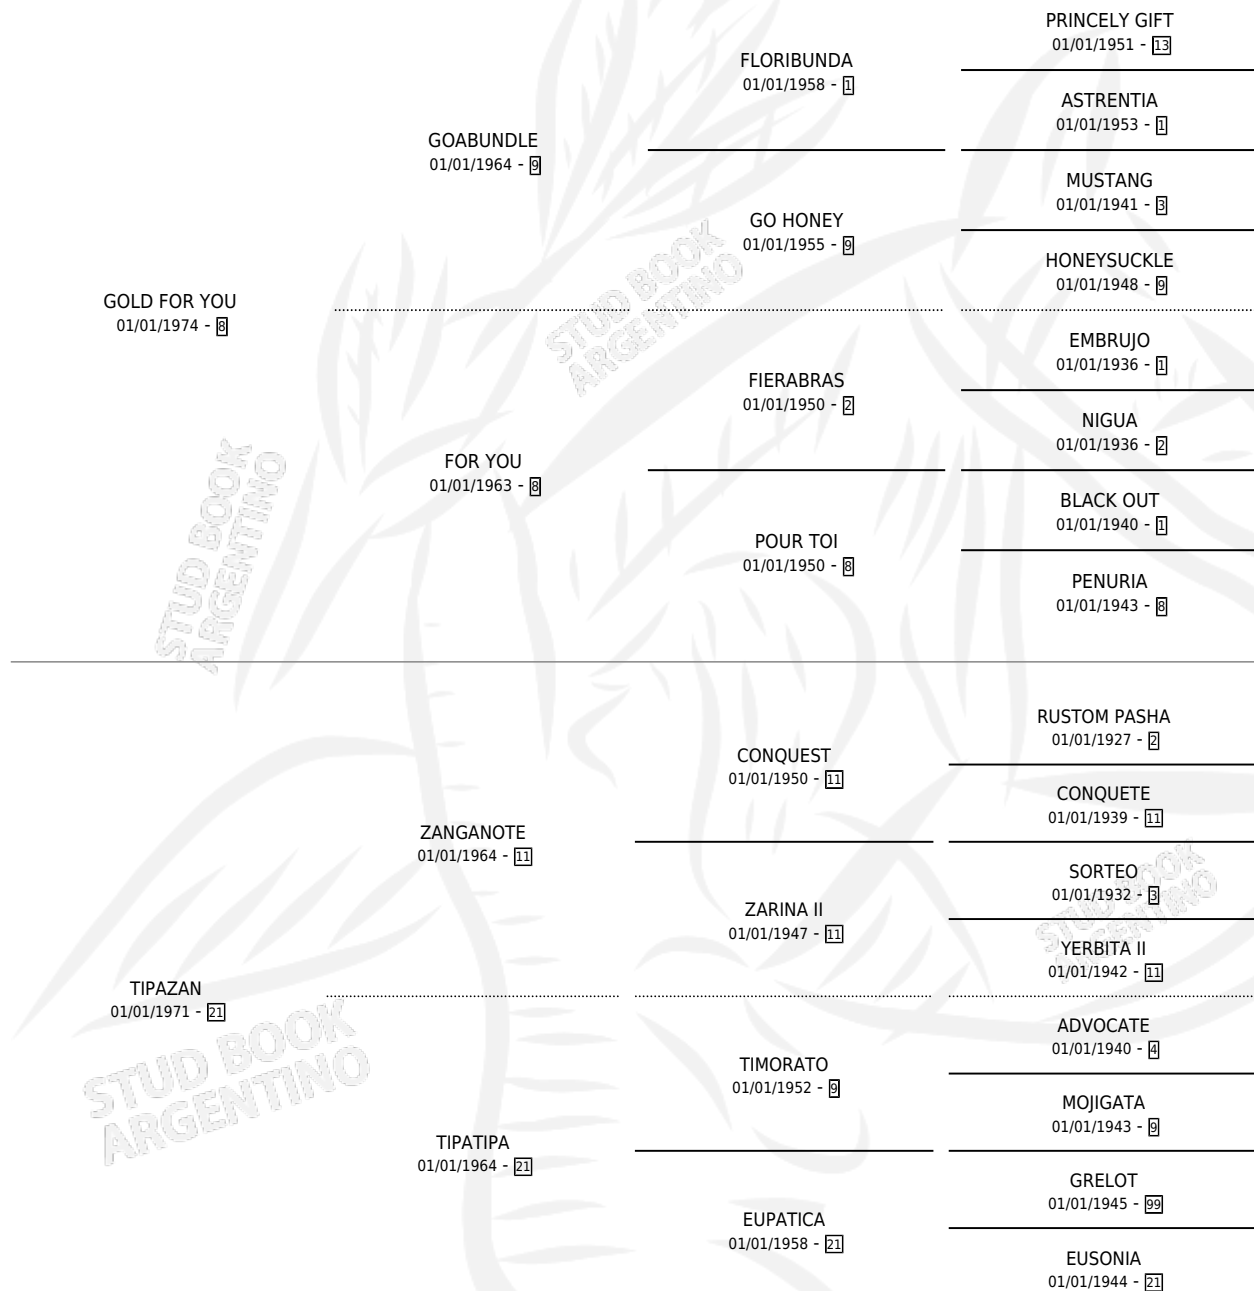 PRINCELY GIFT
01/01/1951 - 13
FLORIBUNDA
01/01/1958 - 1
ASTRENTIA
01/01/1953 - 1
GOABUNDLE
01/01/1964 - 9
MUSTANG
01/01/1941 - 3
GO HONEY
01/01/1955 - 9
HONEYSUCKLE
01/01/1948 - 9
GOLD FOR YOU
01/01/1974 - 8
STUD BOOK
ARGENTINO
EMBRUJO
01/01/1936 - 1
FIERABRAS
01/01/1950 - 2
NIGUA
01/01/1936 - 2
FOR YOU
01/01/1963 - 8
BLACK OUT
01/01/1940 - 1
POUR TOI
01/01/1950 - 8
PENURIA
01/01/1943 - 8
STUD BOOK
ARGENTINO
RUSTOM PASHA
01/01/1927 - 2
CONQUEST
01/01/1950 - 11
CONQUETE
01/01/1939 - 11
ZANGANOTE
01/01/1964 - 11
SORTEO
01/01/1932 - 3
ZARINA II
01/01/1947 - 11
YERBITA II
01/01/1942 - 11
STUD BOOK
ARGENTINO
TIPAZAN
01/01/1971 - 21
ADVOCATE
01/01/1940 - 4
TIMORATO
01/01/1952 - 9
MOJIGATA
01/01/1943 - 9
STUD BOOK
ARGENTINO
TIPATIPA
01/01/1964 - 21
GRELOT
01/01/1945 - 99
EUPATICA
01/01/1958 - 21
EUSONIA
01/01/1944 - 21